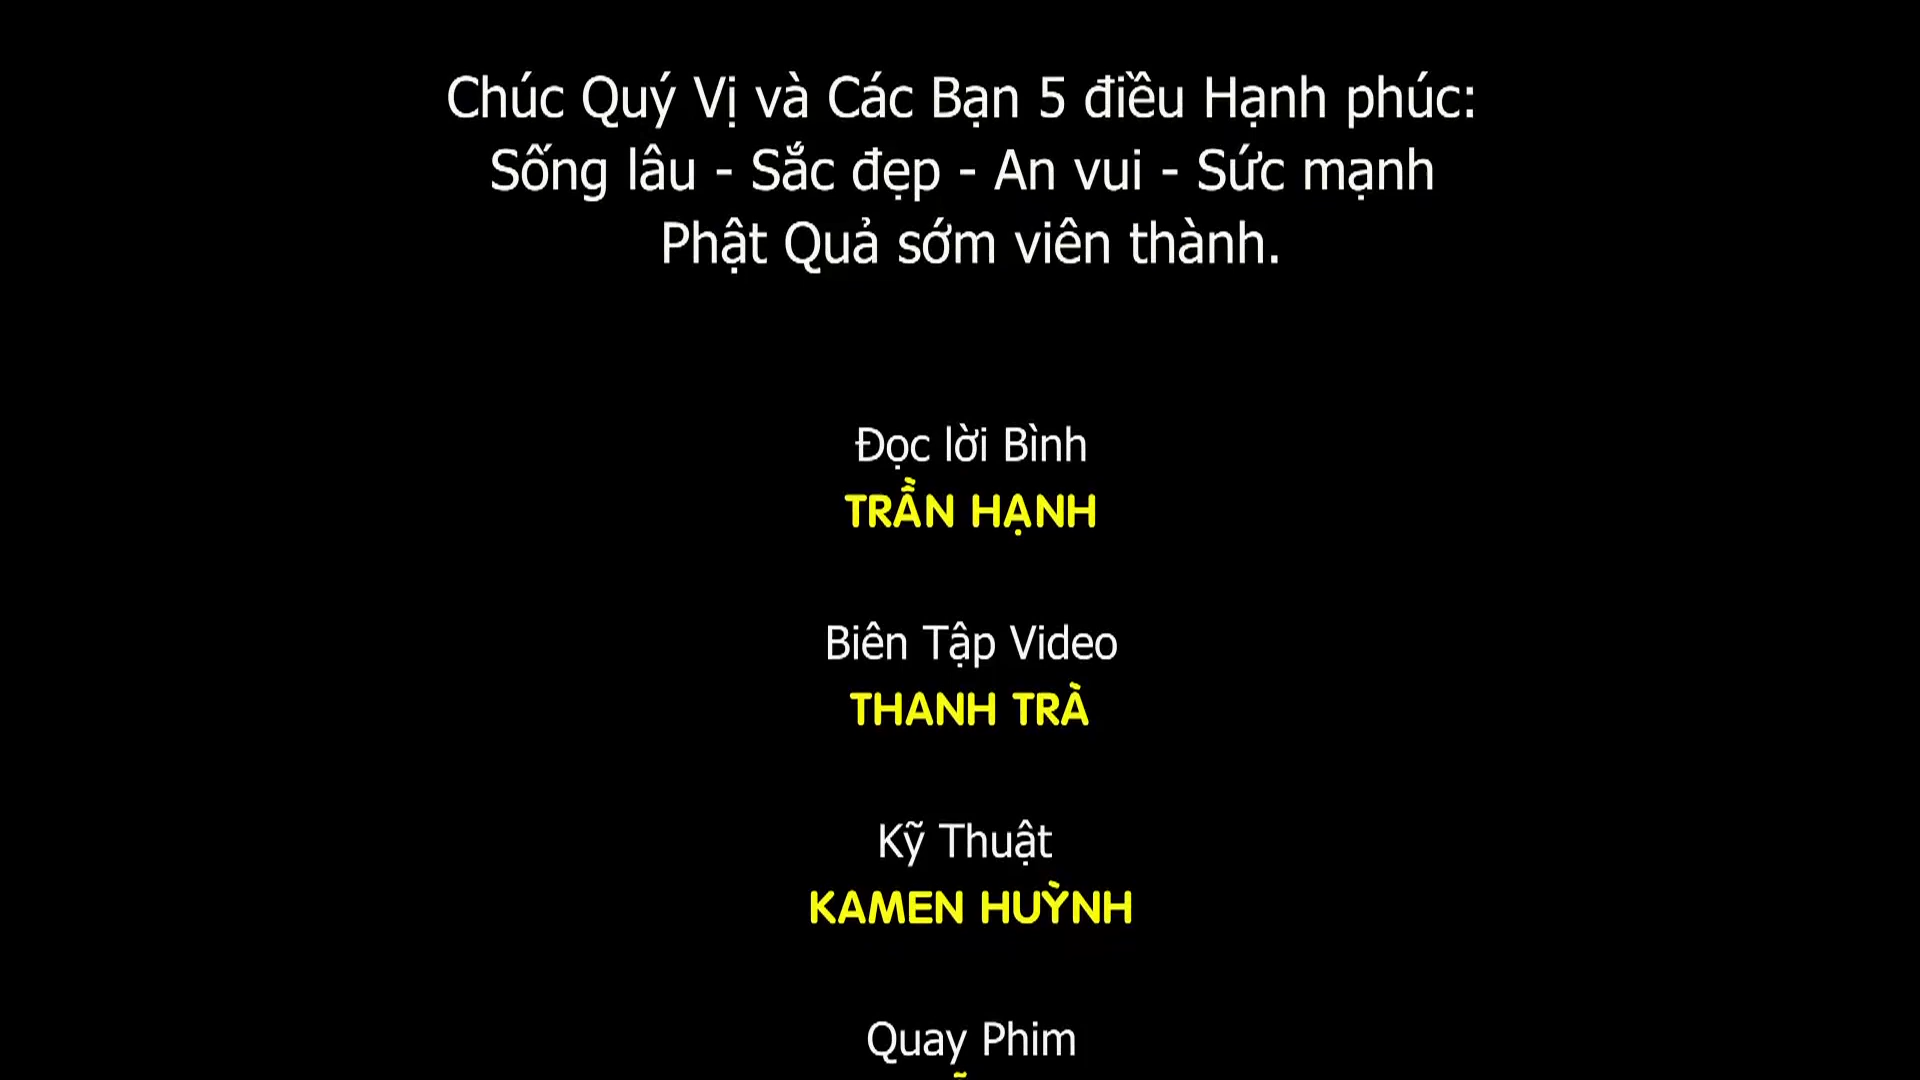 Chúc Quý Vị và Các Bạn 5 điều Hạnh phúc:
Sống lâu - Sắc đẹp - An vui - Sức mạnh
Phật Quả sớm viên thành.
Đọc lời Bình
TRẦN HẠNH
Biên Tập Video
THANH TRÀ
Kỹ Thuật
KAMEN HUỲNH
Quay Phim